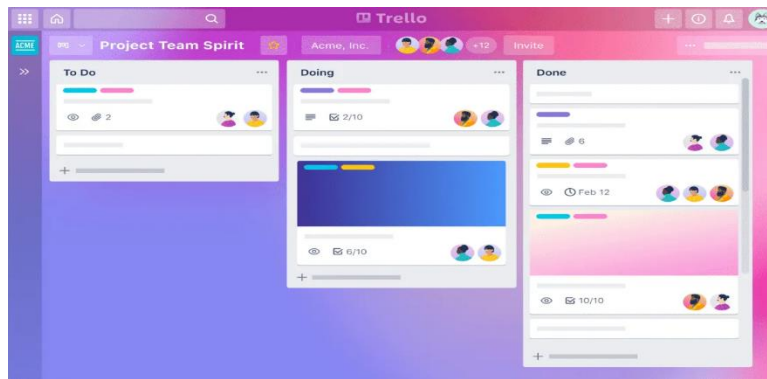 Trello
ACME
Project Team Spirit
Acme, Inc.
+12
Invite
To Do
2
Doing
2/10
6/10
Done
6
Feb 12
10/10